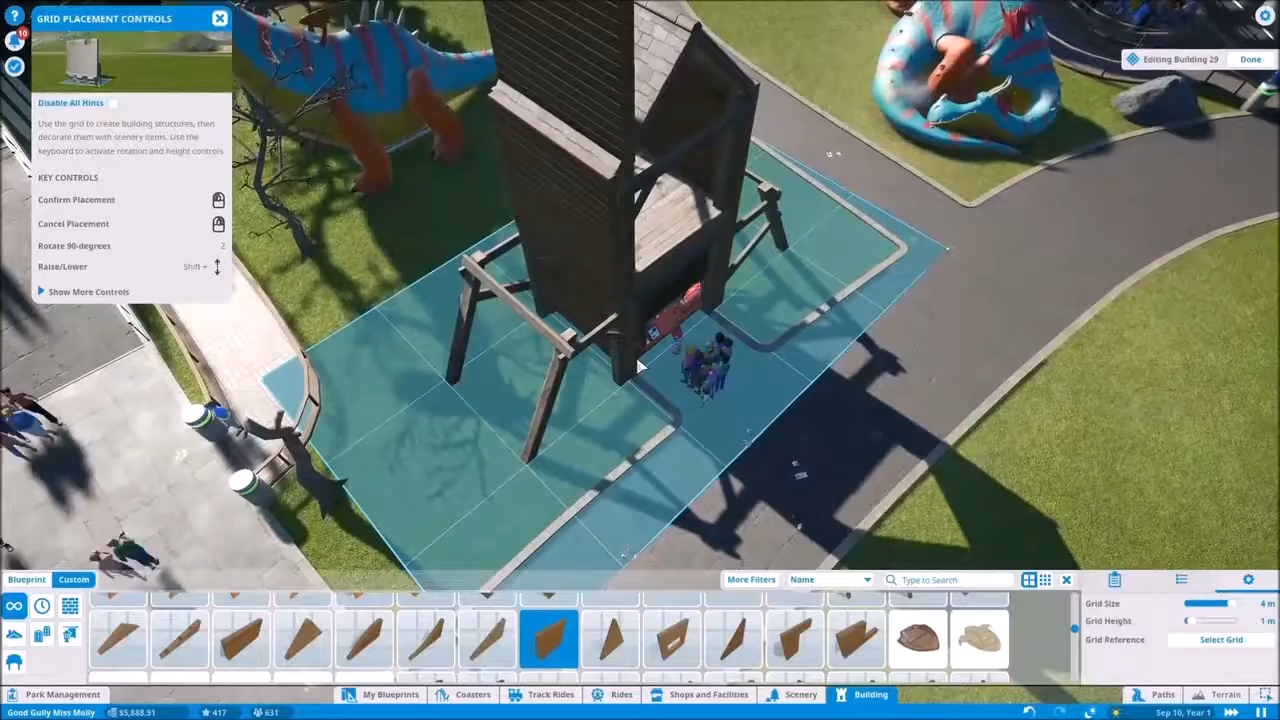 GRID PLACEMENT CONTROLS
10
Editing Building 29
Done
Disable All Hints
Use the grid to create building structures, then
decorate them with scenery items. Use the
keyboard to activate rotation and height controls.
KEY CONTROLS
Confirm Placement
Cancel Placement
Rotate 90-degrees
Z
Raise/Lower
Shift +
Show More Controls
Blueprint
Custom
More Filters
Name
Type to Search
Grid Size
4 m
Grid Height
1 m
Grid Reference
Select Grid
Park Management
My Blueprints
Coasters
Track Rides
Rides
Shops and Facilities
Scenery
Building
Paths
Terrain
Good Gully Miss Molly
$5,888.91
417
631
Sep 10, Year 1